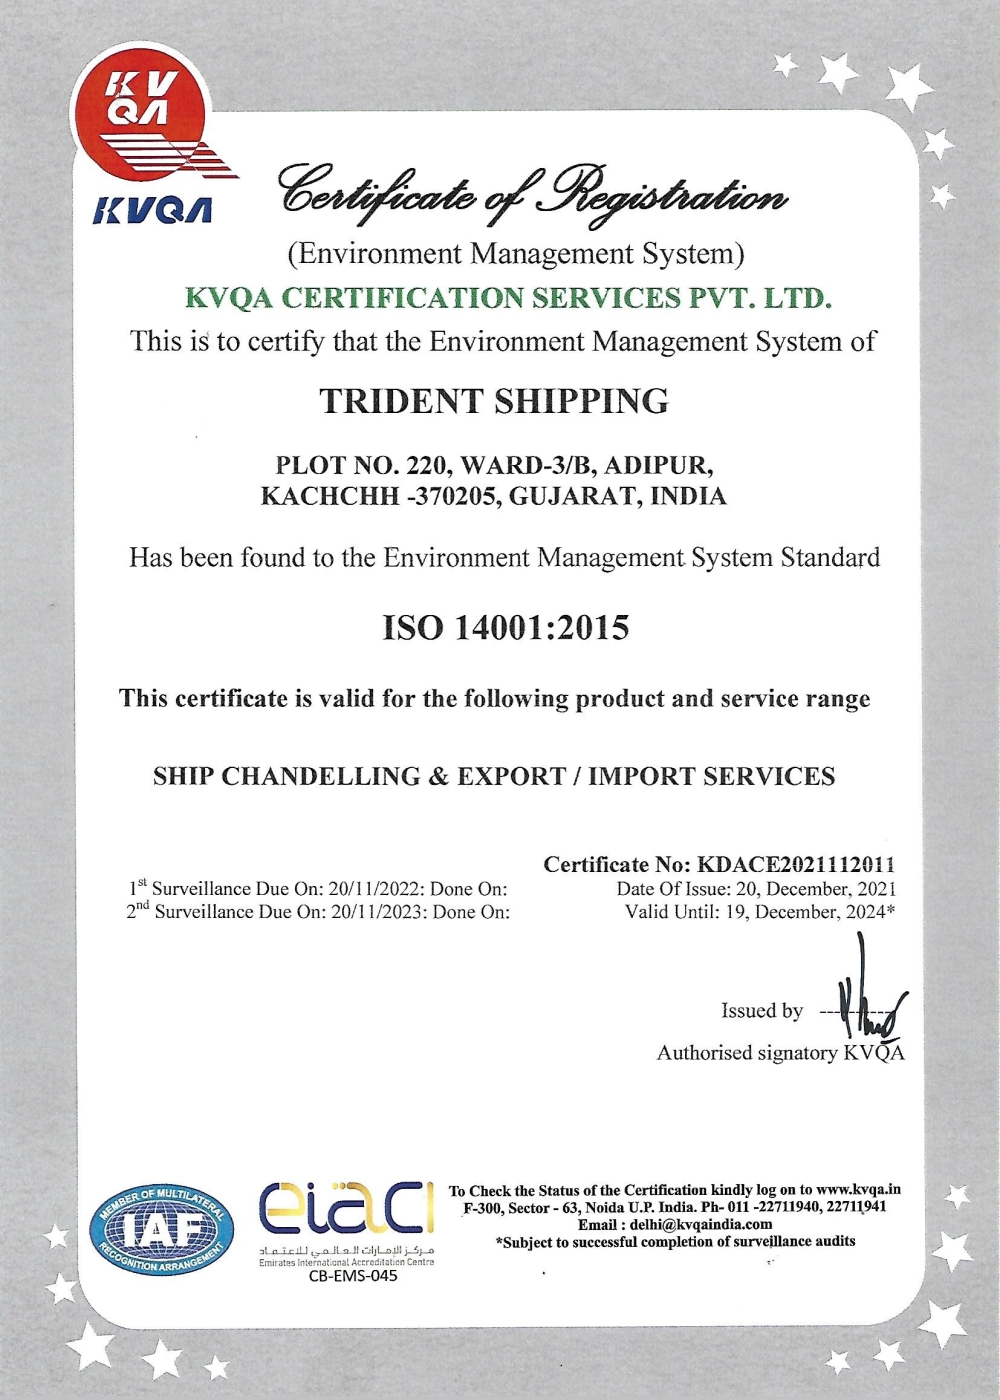 KV
QA
KVQA
Certificate of Registration
(Environment Management System)
KVQA CERTIFICATION SERVICES PVT. LTD.
This is to certify that the Environment Management System of
TRIDENT SHIPPING
PLOT NO. 220, WARD-3/B, ADIPUR,
KACHCHH -370205, GUJARAT, INDIA
Has been found to the Environment Management System Standard
ISO 14001:2015
This certificate is valid for the following product and service range
SHIP CHANDELLING & EXPORT / IMPORT SERVICES
Certificate No: KDACE2021112011
1st Surveillance Due On: 20/11/2022: Done On:
Date Of Issue: 20, December, 2021
2nd Surveillance Due On: 20/11/2023: Done On:
Valid Until: 19, December, 2024*
Issued by
Authorised signatory KVQA
MEMBER OF MULTILATERAL
IAF
RECOGNITION ARRANGEMENT
eiac
مركز الإمارات العالمي للاعتماد
Emirates International Accreditation Centre
CB-EMS-045
To Check the Status of the Certification kindly log on to www.kvqa.in
F-300, Sector - 63, Noida U.P. India. Ph- 011 -22711940, 22711941
Email : delhi@kvqaindia.com
*Subject to successful completion of surveillance audits